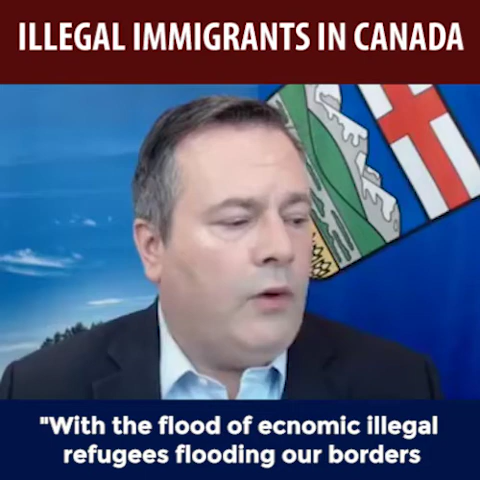 ILLEGAL IMMIGRANTS IN CANADA
"With the flood of ecnomic illegal
refugees flooding our borders